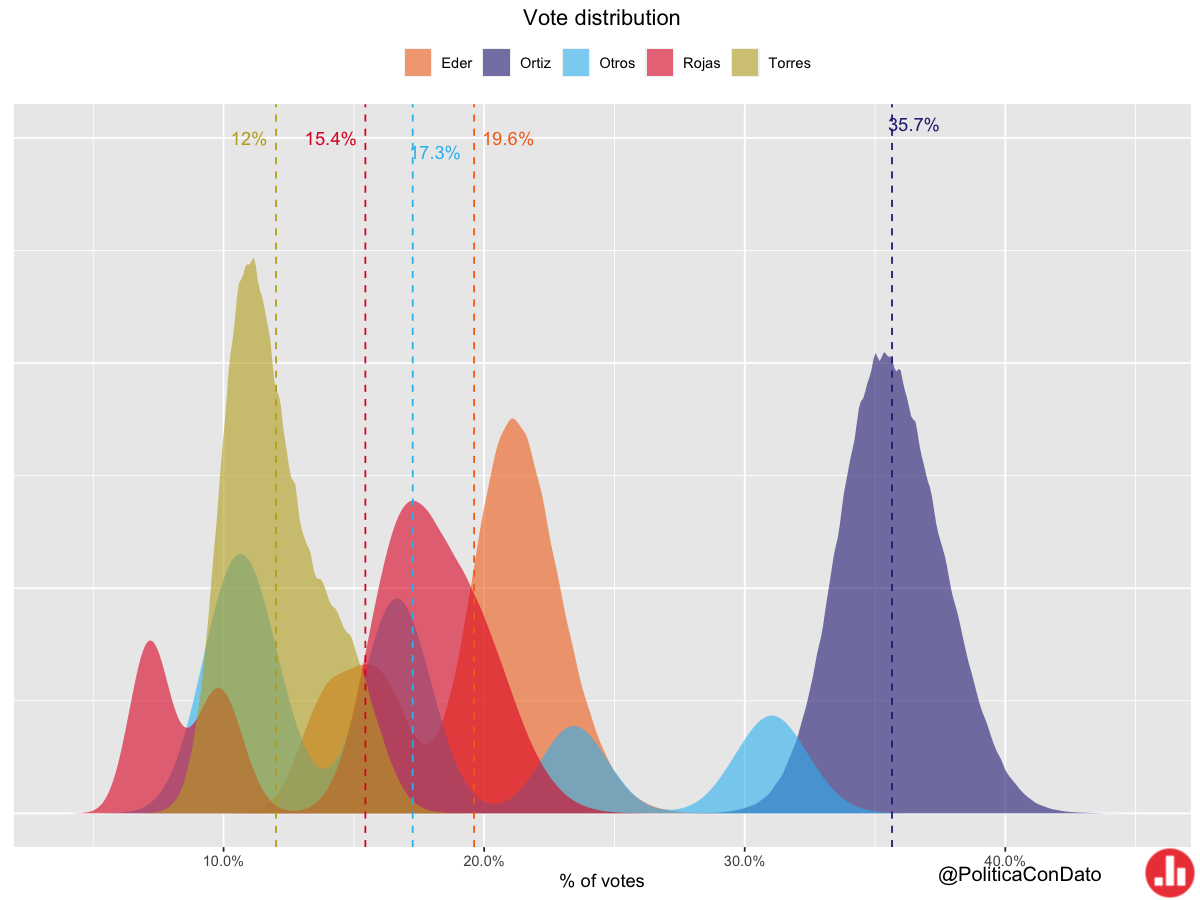 Vote distribution
Eder Ortiz Otros Rojas Torres
35.7%
12% 15.4% 19.6%
17.3%
10.0% 20.0% 30.0% 40.0%
% of votes
@PoliticaConDato